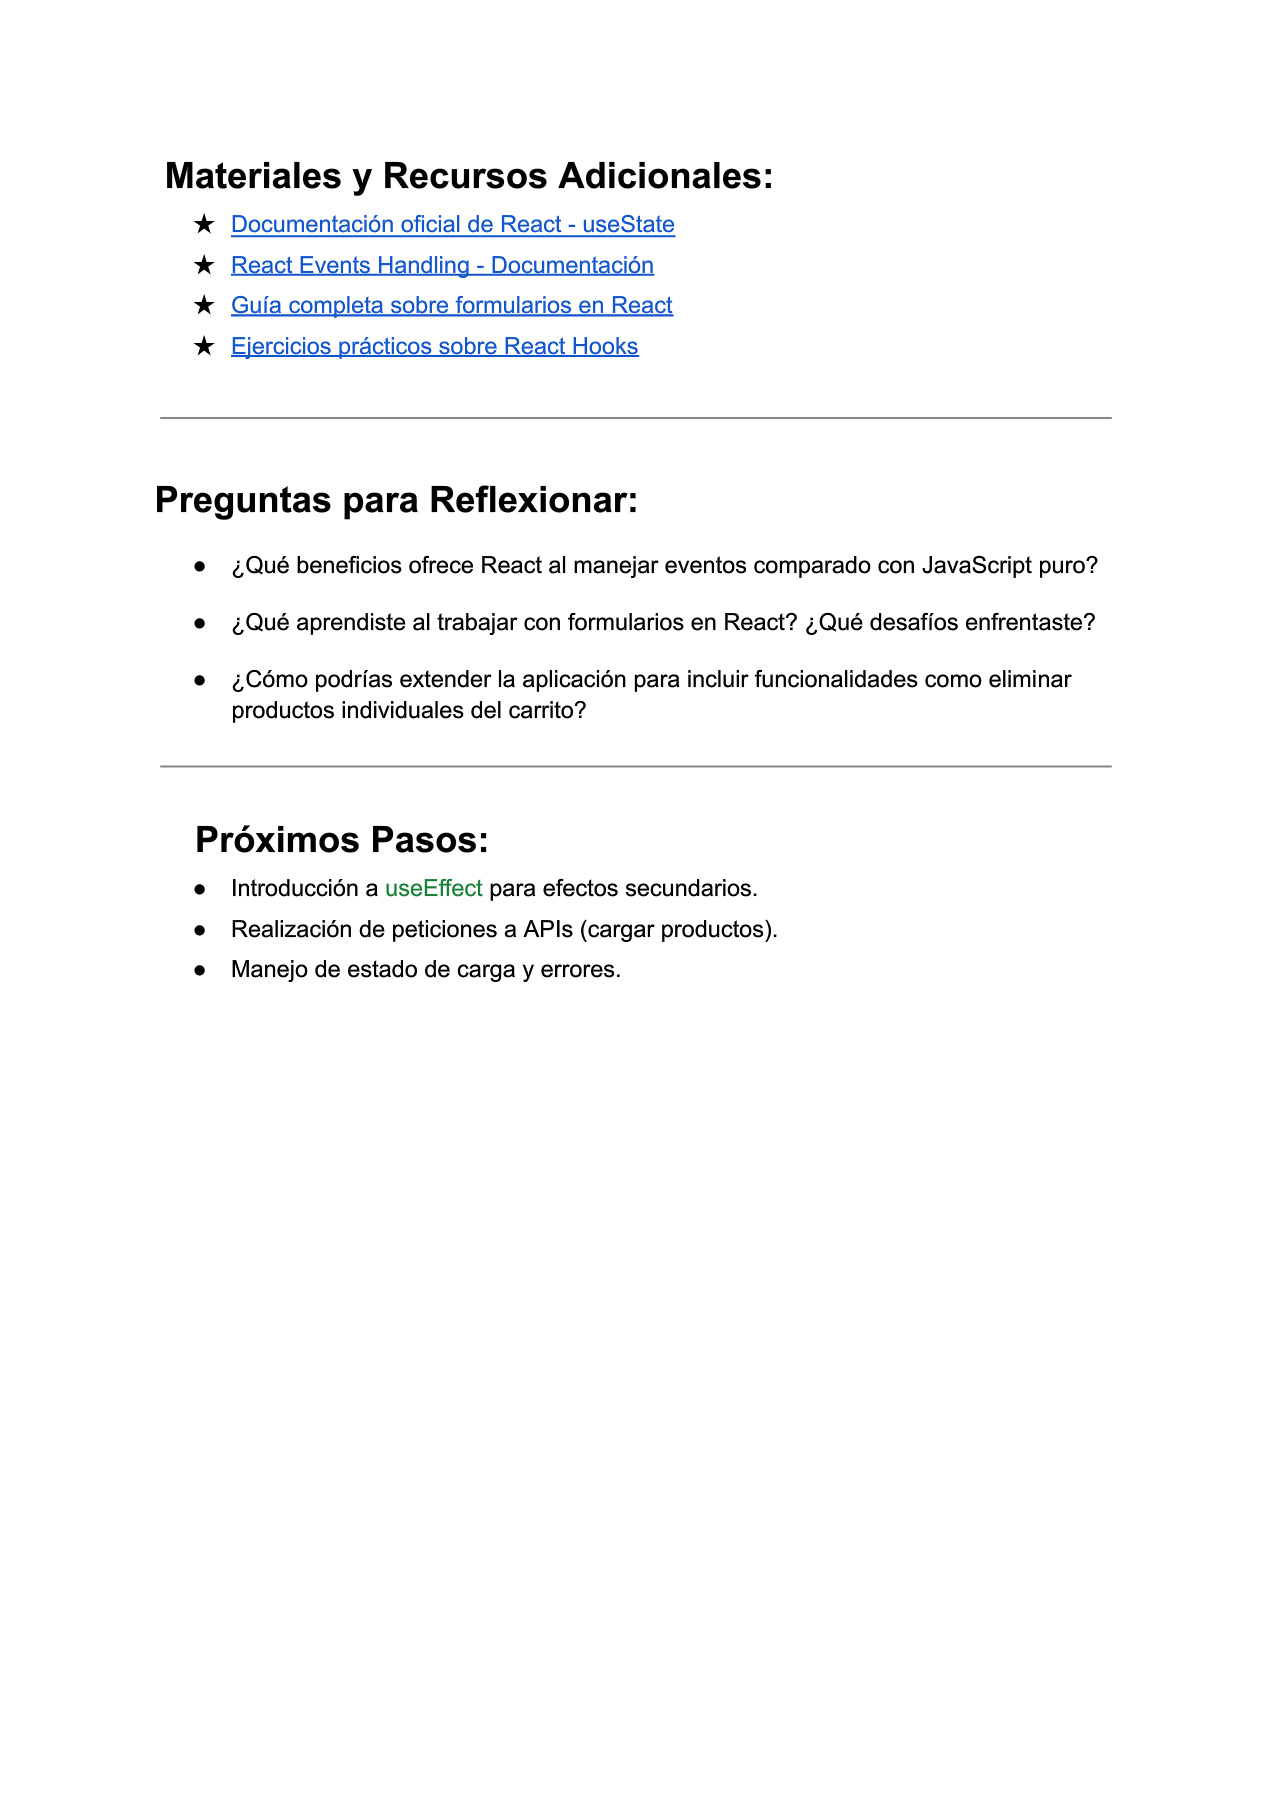 Materiales y Recursos Adicionales:
★ Documentación oficial de React - useState
★ React Events Handling - Documentación
★ Guía completa sobre formularios en React
★ Ejercicios prácticos sobre React Hooks
Preguntas para Reflexionar:
● ¿Qué beneficios ofrece React al manejar eventos comparado con JavaScript puro?
● ¿Qué aprendiste al trabajar con formularios en React? ¿Qué desafíos enfrentaste?
● ¿Cómo podrías extender la aplicación para incluir funcionalidades como eliminar
productos individuales del carrito?
Próximos Pasos:
● Introducción a useEffect para efectos secundarios.
● Realización de peticiones a APIs (cargar productos).
● Manejo de estado de carga y errores.